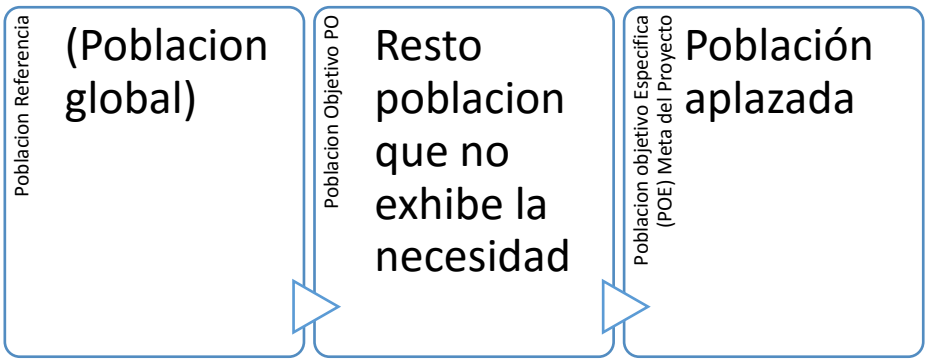 Poblacion Referencia
(Poblacion
global)
Poblacion Objetivo PO
Resto
poblacion
que no
exhibe la
necesidad
Poblacion objetivo Especifica
(POE) Meta del Proyecto
Población
aplazada